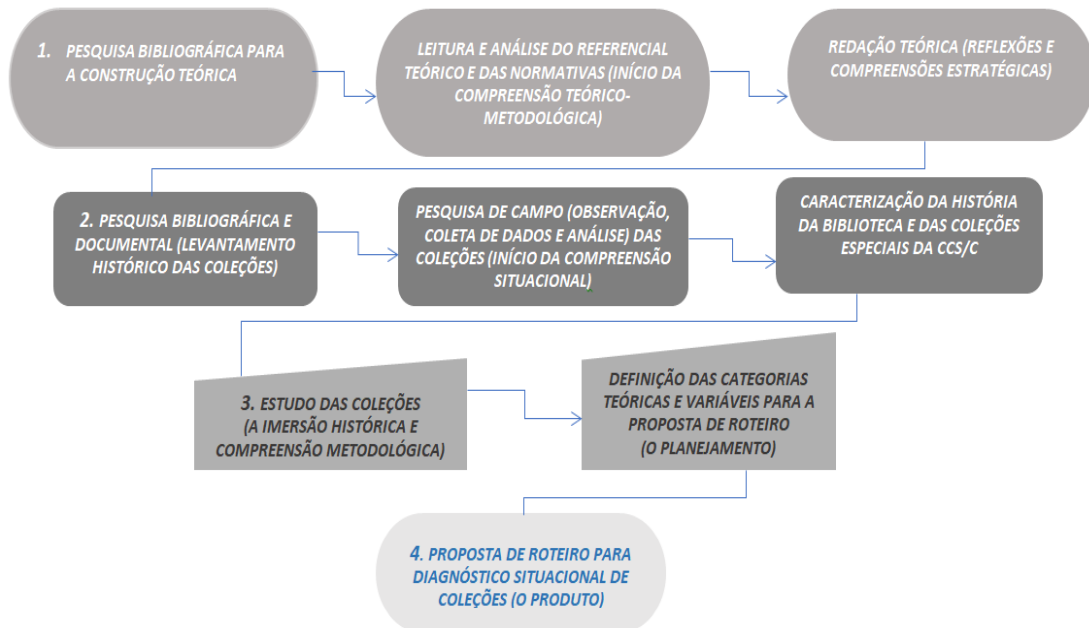 1. PESQUISA BIBLIOGRÁFICA PARA
A CONSTRUÇÃO TEÓRICA
LEITURA E ANÁLISE DO REFERENCIAL
TEÓRICO E DAS NORMATIVAS (INÍCIO DA
COMPREENSÃO TEÓRICO-
METODOLÓGICA)
REDAÇÃO TEÓRICA (REFLEXÕES E
COMPREENSÕES ESTRATÉGICAS)
2. PESQUISA BIBLIOGRÁFICA E
DOCUMENTAL (LEVANTAMENTO
HISTÓRICO DAS COLEÇÕES)
PESQUISA DE CAMPO (OBSERVAÇÃO,
COLETA DE DADOS E ANÁLISE) DAS
COLEÇÕES (INÍCIO DA COMPREENSÃO
SITUACIONAL)
CARACTERIZAÇÃO DA HISTÓRIA
DA BIBLIOTECA E DAS COLEÇÕES
ESPECIAIS DA CCS/C
3. ESTUDO DAS COLEÇÕES
(A IMERSÃO HISTÓRICA E
COMPREENSÃO METODOLÓGICA)
DEFINIÇÃO DAS CATEGORIAS
TEÓRICAS E VARIÁVEIS PARA A
PROPOSTA DE ROTEIRO
(O PLANEJAMENTO)
4. PROPOSTA DE ROTEIRO PARA
DIAGNÓSTICO SITUACIONAL DE
COLEÇÕES (O PRODUTO)